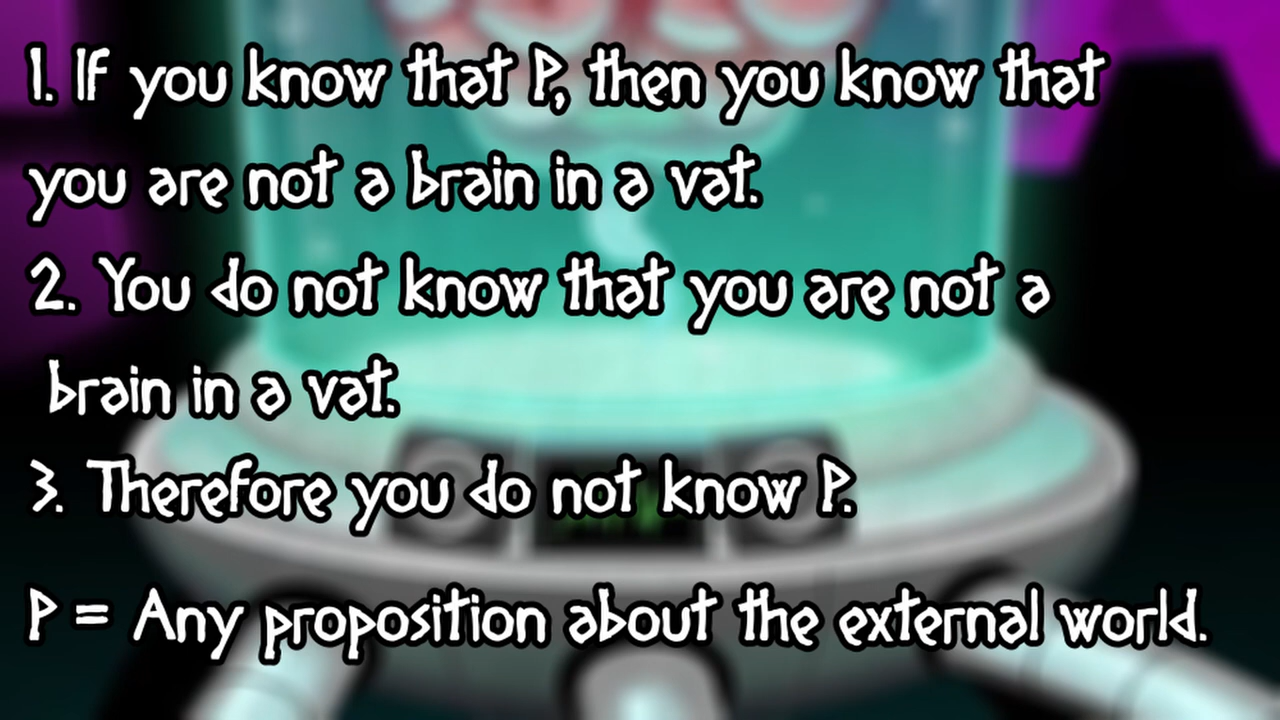 1. If you know that P, then you know that
you are not a brain in a vat.
2. You do not know that you are not a
brain in a vat.
3. Therefore you do not know P.
P = Any proposition about the external world.